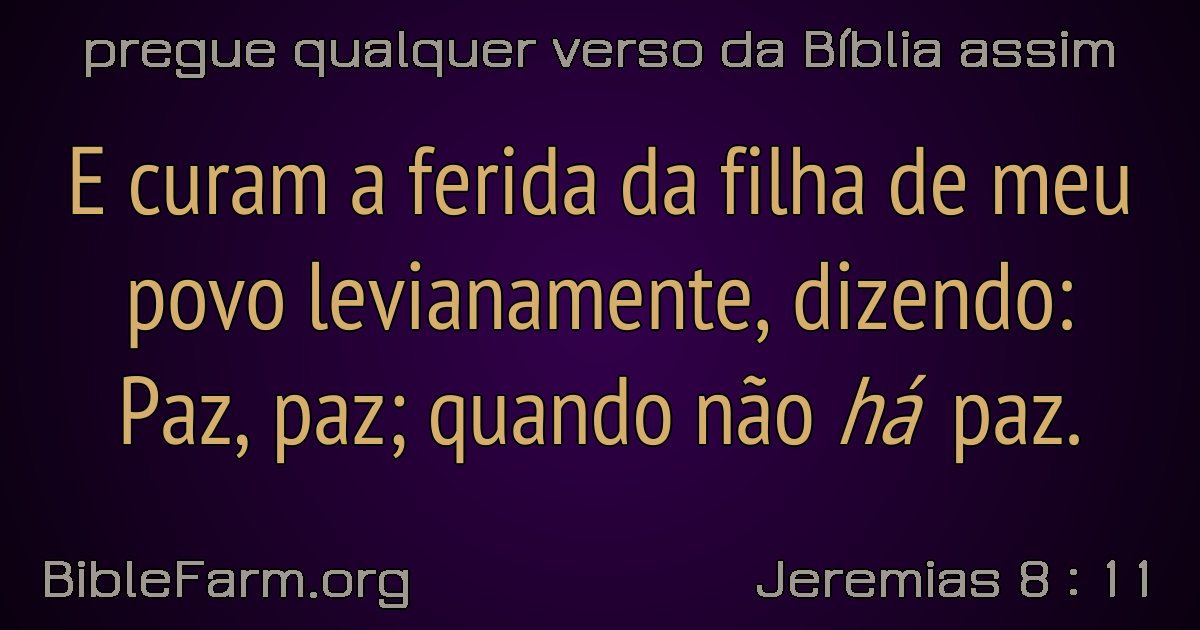 pregue qualquer verso da Bíblia assim
E curam a ferida da filha de meu
povo levianamente, dizendo:
Paz, paz; quando não há paz.
BibleFarm.org
Jeremias 8 : 11